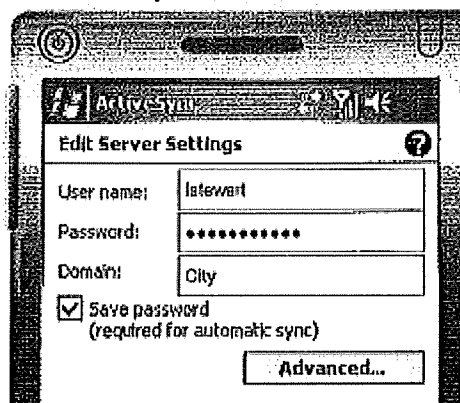 ActiveSync
Edit Server Settings
User name: lstewart
Password: ***********
Domain: City
Save password
(required for automatic sync)
Advanced...